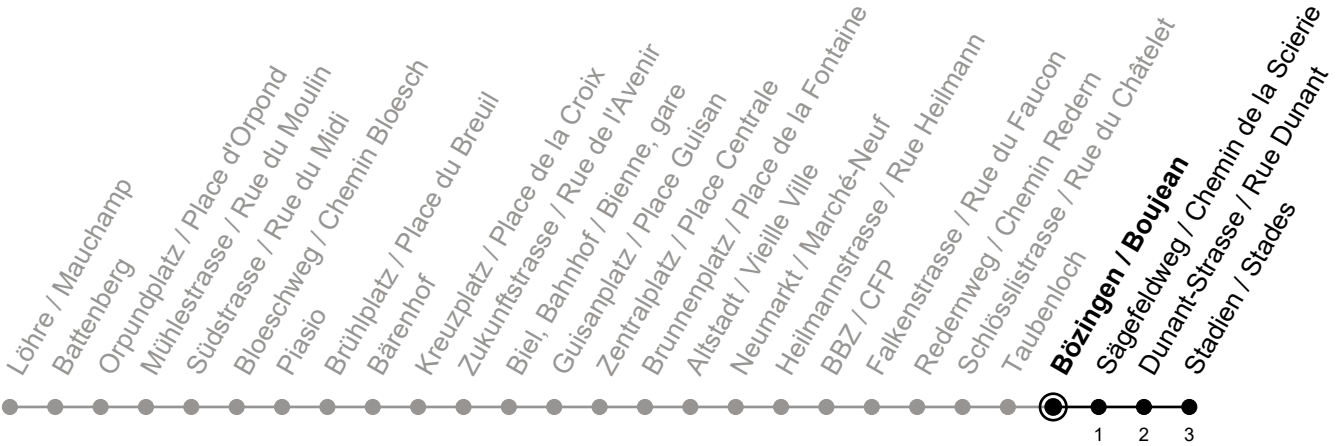 Löhre / Mauchamp
Battenberg
Orpundplatz / Place d'Orpond
Mühlestrasse / Rue du Moulin
Südstrasse / Rue du Midi
Bloeschweg / Chemin Bloesch
Piasio
Brühlplatz / Place du Breuil
Bärenhof
Kreuzplatz / Place de la Croix
Zukunftstrasse / Rue de l'Avenir
Biel, Bahnhof / Bienne, gare
Guisanplatz / Place Guisan
Zentralplatz / Place Centrale
Brunnenplatz / Place de la Fontaine
Altstadt / Vieille Ville
Neumarkt / Marché-Neuf
Heilmannstrasse / Rue Heilmann
BBZ / CFP
Falkenstrasse / Rue du Faucon
Redernweg / Chemin Redern
Schlösslistrasse / Rue du Châtelet
Taubenloch
Bözingen / Boujean
Sägefeldweg / Chemin de la Scierie
Dunant-Strasse / Rue Dunant
Stadien / Stades
1 2 3